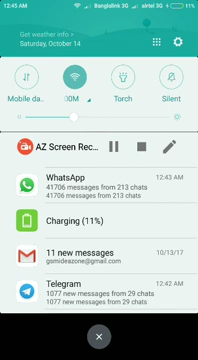 12:45 AM Banglalink 3G airtel 3G
Get weather info >
Saturday, October 14
Mobile da.. 00M Torch Silent
AZ Screen Rec...
WhatsApp 12:43 AM
41706 messages from 213 chats
41706 messages from 213 chats
Charging (11%)
11 new messages 10/13/17
gsmideazone@gmail.com
Telegram 12:42 AM
1077 new messages from 29 chats
1077 new messages from 29 chats